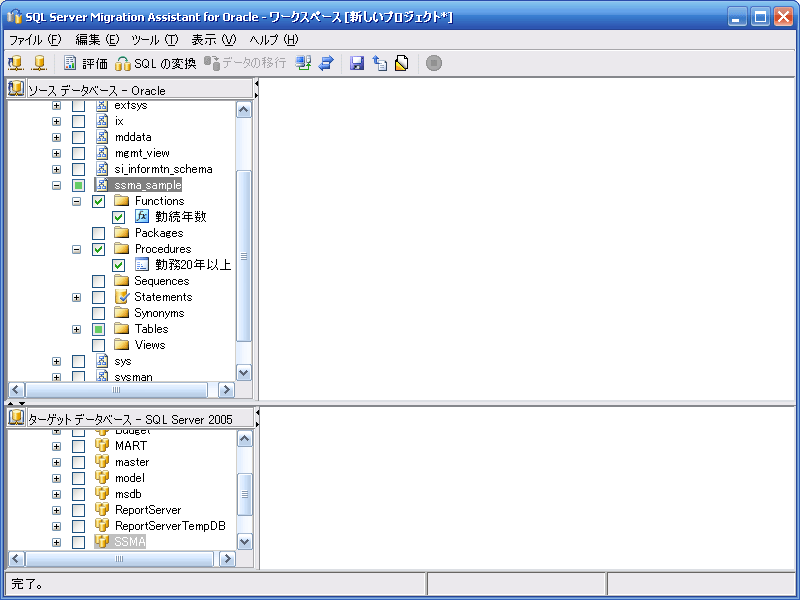 SQL Server Migration Assistant for Oracle - ワークスペース [新しいプロジェクト*]
ファイル (F) 編集 (E) ツール (T) 表示 (V) ヘルプ (H)
評価 SQL の変換 データの移行
ソース データベース - Oracle
exfsys
ix
mddata
mgmt_view
si_informtn_schema
ssma_sample
Functions
fx 勤続年数
Packages
Procedures
勤務20年以上
Sequences
Statements
Synonyms
Tables
Views
sys
sysman
ターゲット データベース - SQL Server 2005
Budget
MART
master
model
msdb
ReportServer
ReportServerTempDB
SSMA
完了。